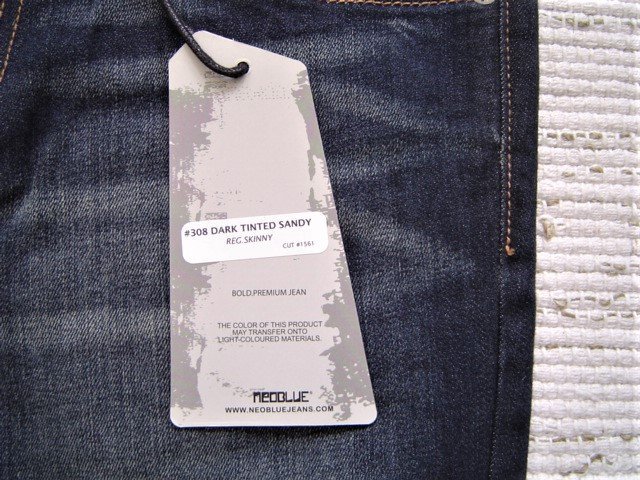 #308 DARK TINTED SANDY
REG.SKINNY
CUT #1561
BOLD.PREMIUM JEAN
THE COLOR OF THIS PRODUCT
MAY TRANSFER ONTO
LIGHT-COLOURED MATERIALS.
NEOBLUE®
WWW.NEOBLUEJEANS.COM